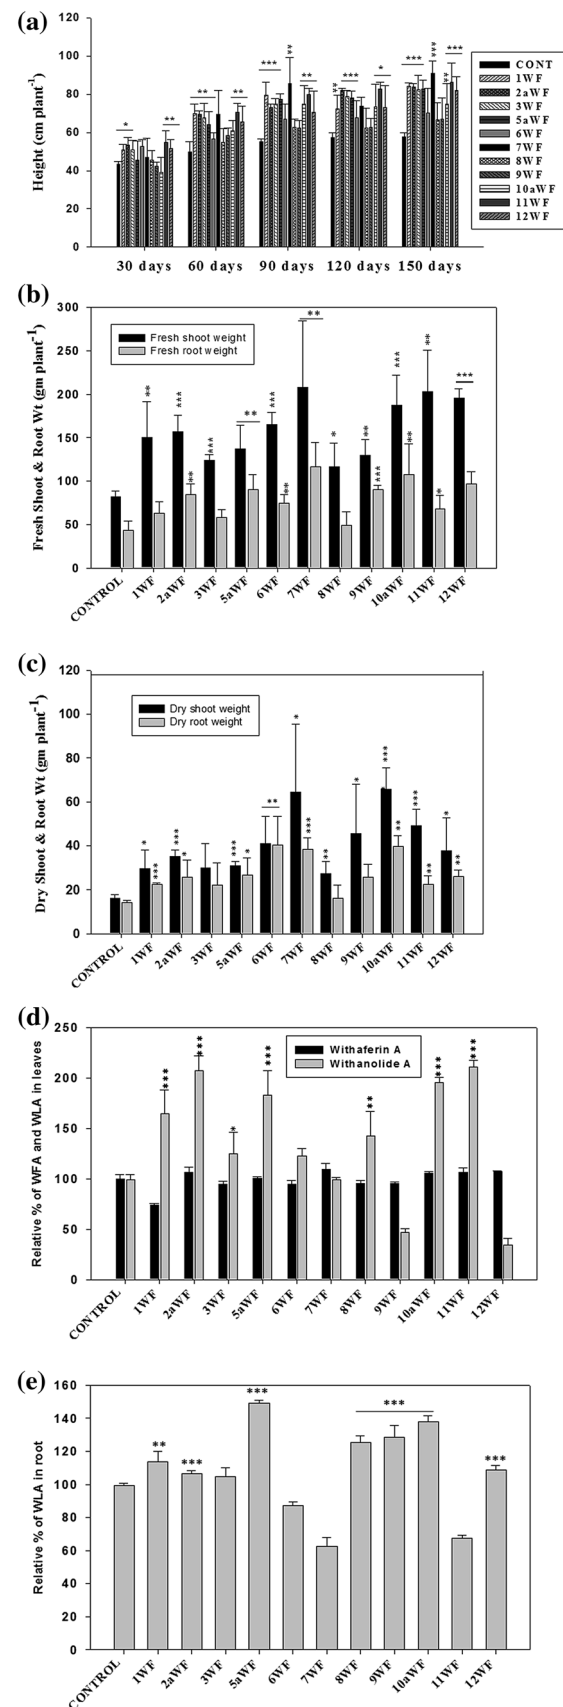 (a)
Height (cm plant-1)
120
100
80
60
40
20
0
* ** ** ** *** ** ** ** *** * *** *** ** ***
30 days 60 days 90 days 120 days 150 days
CONT
1WF
2aWF
3WF
5aWF
6WF
7WF
8WF
9WF
10aWF
11WF
12WF
(b)
Fresh Shoot & Root Wt (gm plant-1)
300
250
200
150
100
50
0
Fresh shoot weight
Fresh root weight
** *** ** *** ** *** ** ** * ** *** *** ** ** * ***
CONTROL 1WF 2aWF 3WF 5aWF 6WF 7WF 8WF 9WF 10aWF 11WF 12WF
(c)
Dry Shoot & Root Wt (gm plant-1)
120
100
80
60
40
20
0
Dry shoot weight
Dry root weight
* *** *** * *** * ** * *** ** * *** ** *** ** * **
CONTROL 1WF 2aWF 3WF 5aWF 6WF 7WF 8WF 9WF 10aWF 11WF 12WF
(d)
Relative % of WFA and WLA in leaves
250
200
150
100
50
0
Withaferin A
Withanolide A
*** *** * *** ** *** ***
CONTROL 1WF 2aWF 3WF 5aWF 6WF 7WF 8WF 9WF 10aWF 11WF 12WF
(e)
Relative % of WLA in root
160
140
120
100
80
60
40
20
0
** *** *** *** ***
CONTROL 1WF 2aWF 3WF 5aWF 6WF 7WF 8WF 9WF 10aWF 11WF 12WF